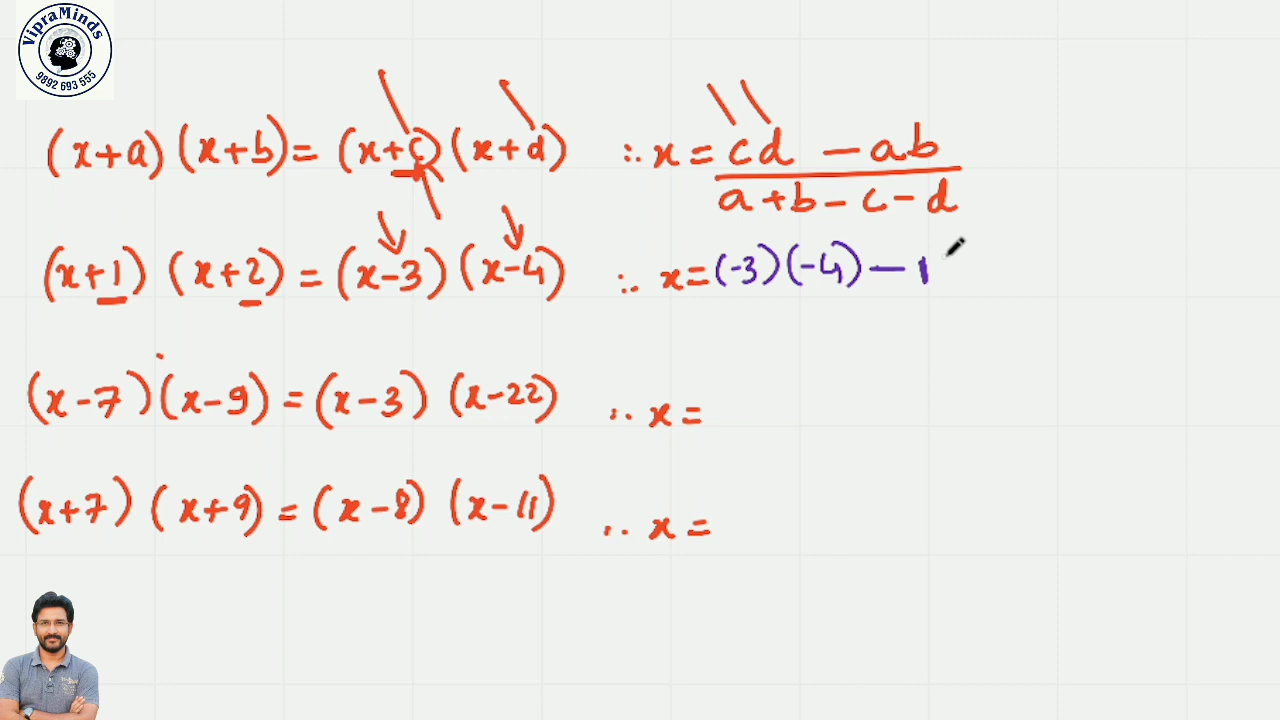 VipraMinds
9892 693 555
(x+a) (x+b) = (x+c) (x+d) ∴ x = cd - ab / a+b-c-d
(x+1) (x+2) = (x-3) (x-4) ∴ x = (-3)(-4) - 1
(x-7) (x-9) = (x-3) (x-22) ∴ x =
(x+7) (x+9) = (x-8) (x-11) ∴ x =